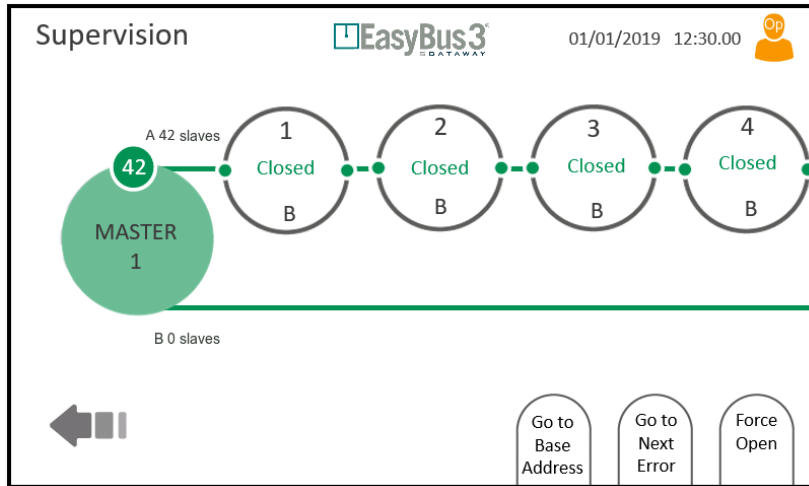 Supervision
EasyBus3
DATAWAY
01/01/2019 12:30.00
Op
A 42 slaves
1
2
3
4
42
Closed
Closed
Closed
Closed
B
B
B
B
MASTER
1
B 0 slaves
Go to
Base
Address
Go to
Next
Error
Force
Open